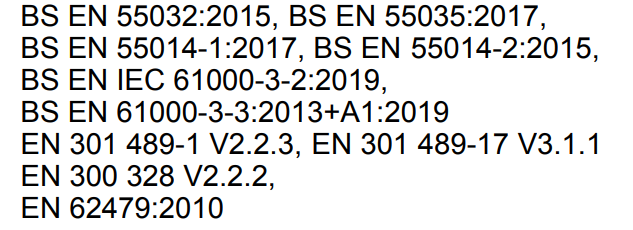 BS EN 55032:2015, BS EN 55035:2017,
BS EN 55014-1:2017, BS EN 55014-2:2015,
BS EN IEC 61000-3-2:2019,
BS EN 61000-3-3:2013+A1:2019
EN 301 489-1 V2.2.3, EN 301 489-17 V3.1.1
EN 300 328 V2.2.2,
EN 62479:2010